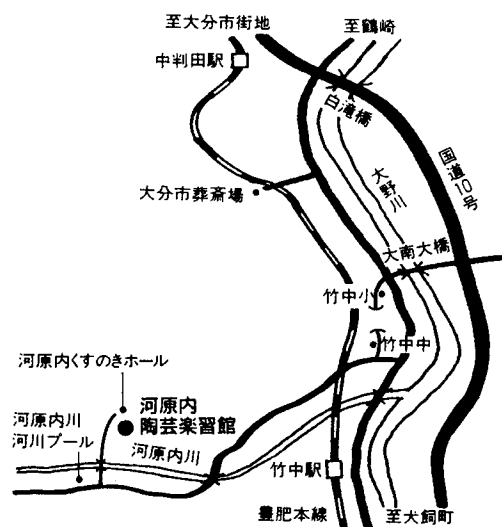 至大分市街地
至鶴崎
中判田駅
白滝橋
国道10号
大野川
大分市葬斎場
大南大橋
竹中小
竹中中
河原内くすのきホール
河原内
陶芸楽習館
河原内川
河川プール
河原内川
竹中駅
豊肥本線
至犬飼町